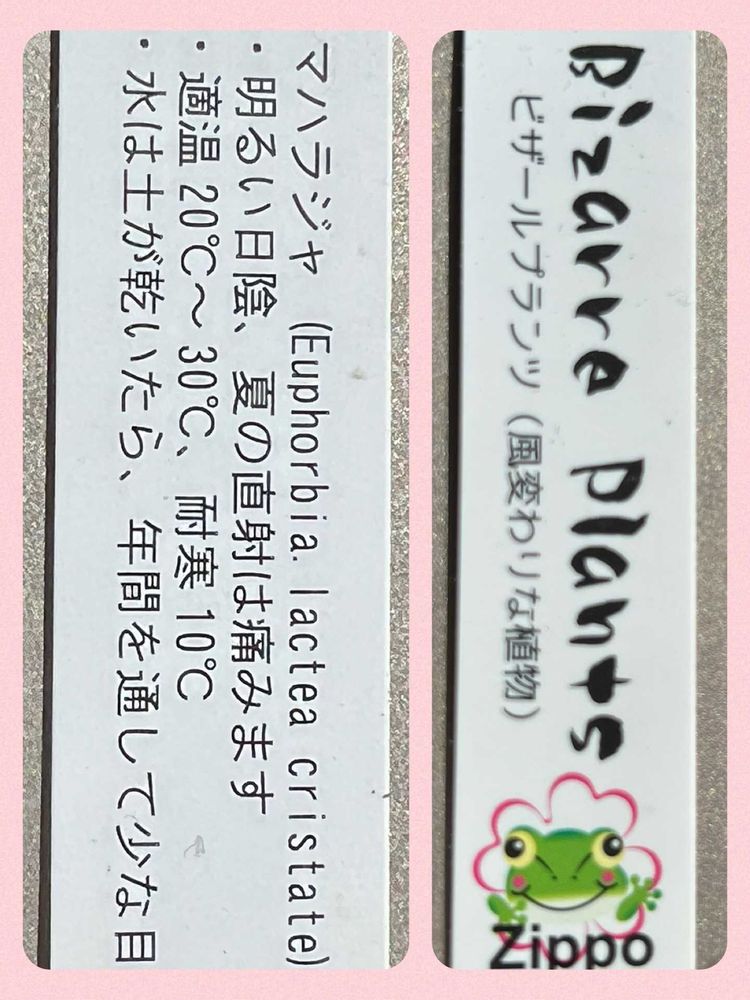 マハラジャ (Euphorbia. lactea cristate)
・明るい日陰、夏の直射は痛みます
・適温 20℃～30℃、耐寒 10℃
・水は土が乾いたら、年間を通して少な目
Bizarre plants
ビザールプランツ（風変わりな植物）
Zippo